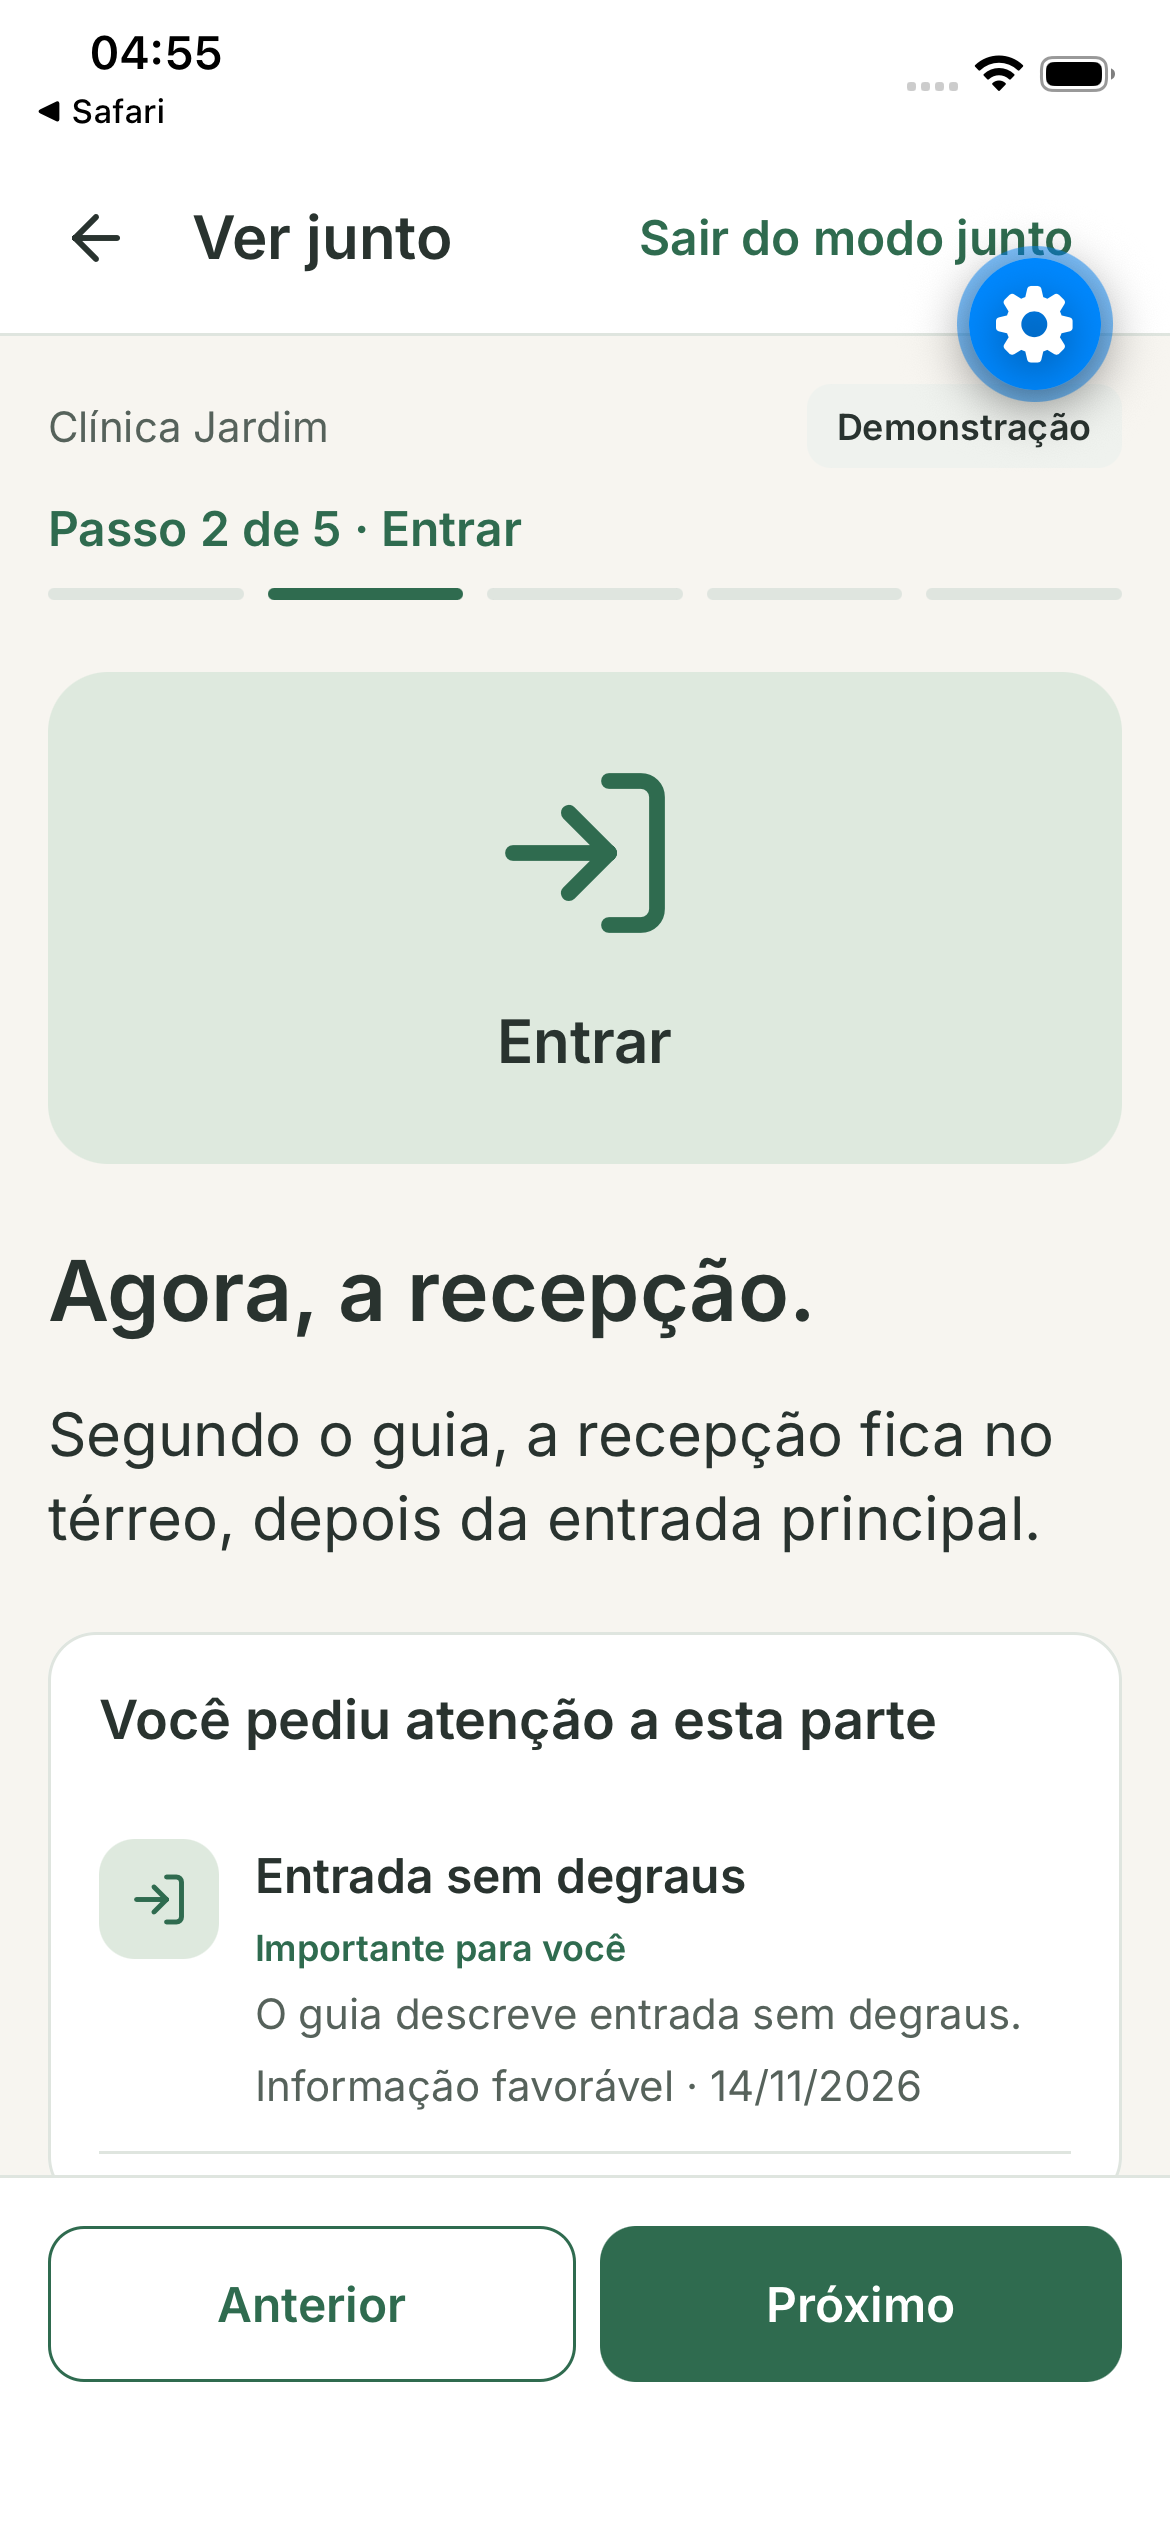 04:55
Safari
Ver junto
Sair do modo junto
Clínica Jardim
Demonstração
Passo 2 de 5 · Entrar
Entrar
Agora, a recepção.
Segundo o guia, a recepção fica no
térreo, depois da entrada principal.
Você pediu atenção a esta parte
Entrada sem degraus
Importante para você
O guia descreve entrada sem degraus.
Informação favorável · 14/11/2026
Anterior
Próximo